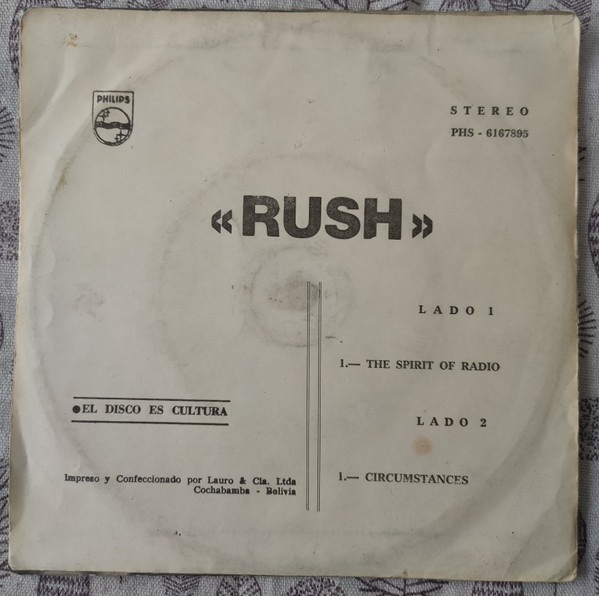 PHILIPS
STEREO
PHS - 6167895
«RUSH»
LADO 1
1.— THE SPIRIT OF RADIO
LADO 2
1.— CIRCUMSTANCES
●EL DISCO ES CULTURA
Impreso y Confeccionado por Lauro & Cia. Ltda
Cochabamba - Bolivia